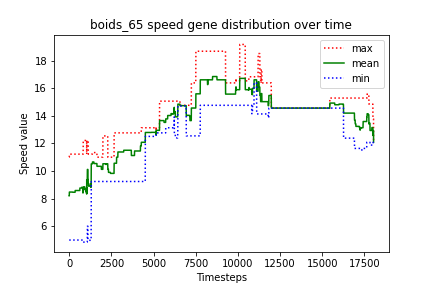 boids_65 speed gene distribution over time
max
mean
min
Speed value
18
16
14
12
10
8
6
0 2500 5000 7500 10000 12500 15000 17500
Timesteps